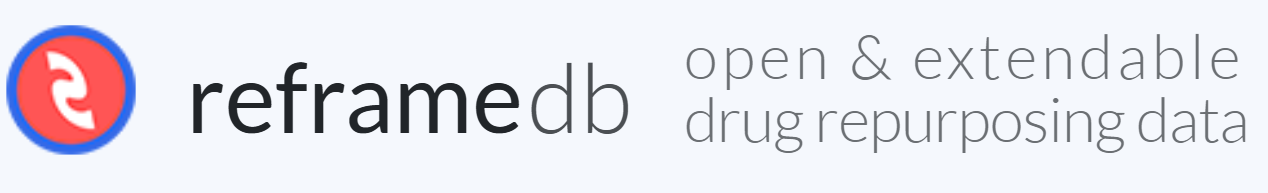 reframedb
open & extendable
drug repurposing data